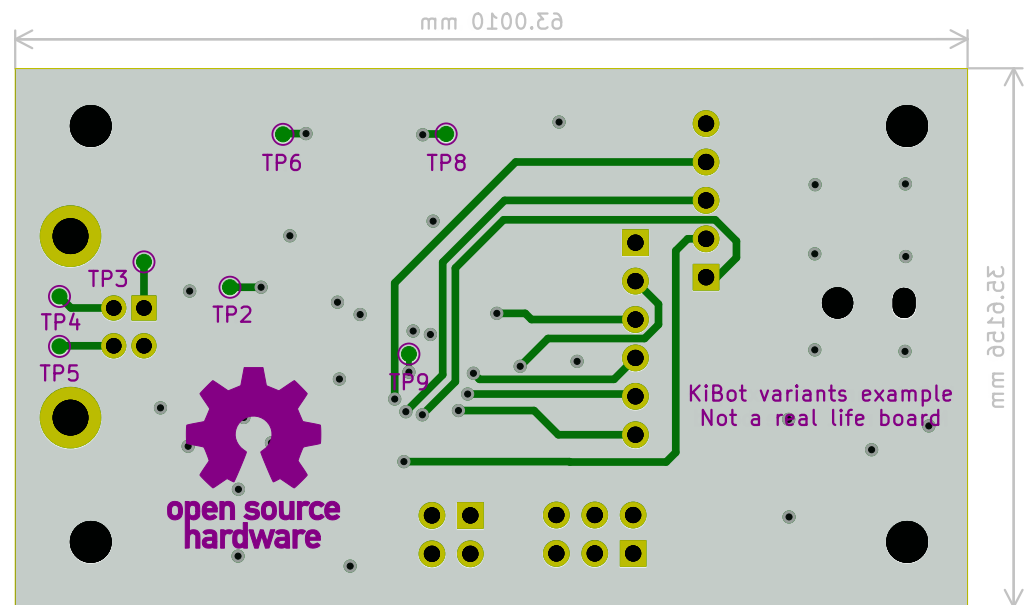 63.0010 mm
TP6
TP8
TP3
TP2
TP4
TP5
TP9
35.6156 mm
KiBot variants example
Not a real life board
open source
hardware